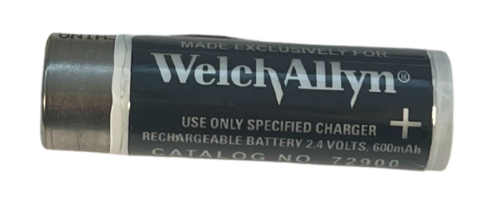 MADE EXCLUSIVELY FOR
WelchAllyn®
USE ONLY SPECIFIED CHARGER +
RECHARGEABLE BATTERY 2.4 VOLTS, 600mAh
CATALOG NO. 72900